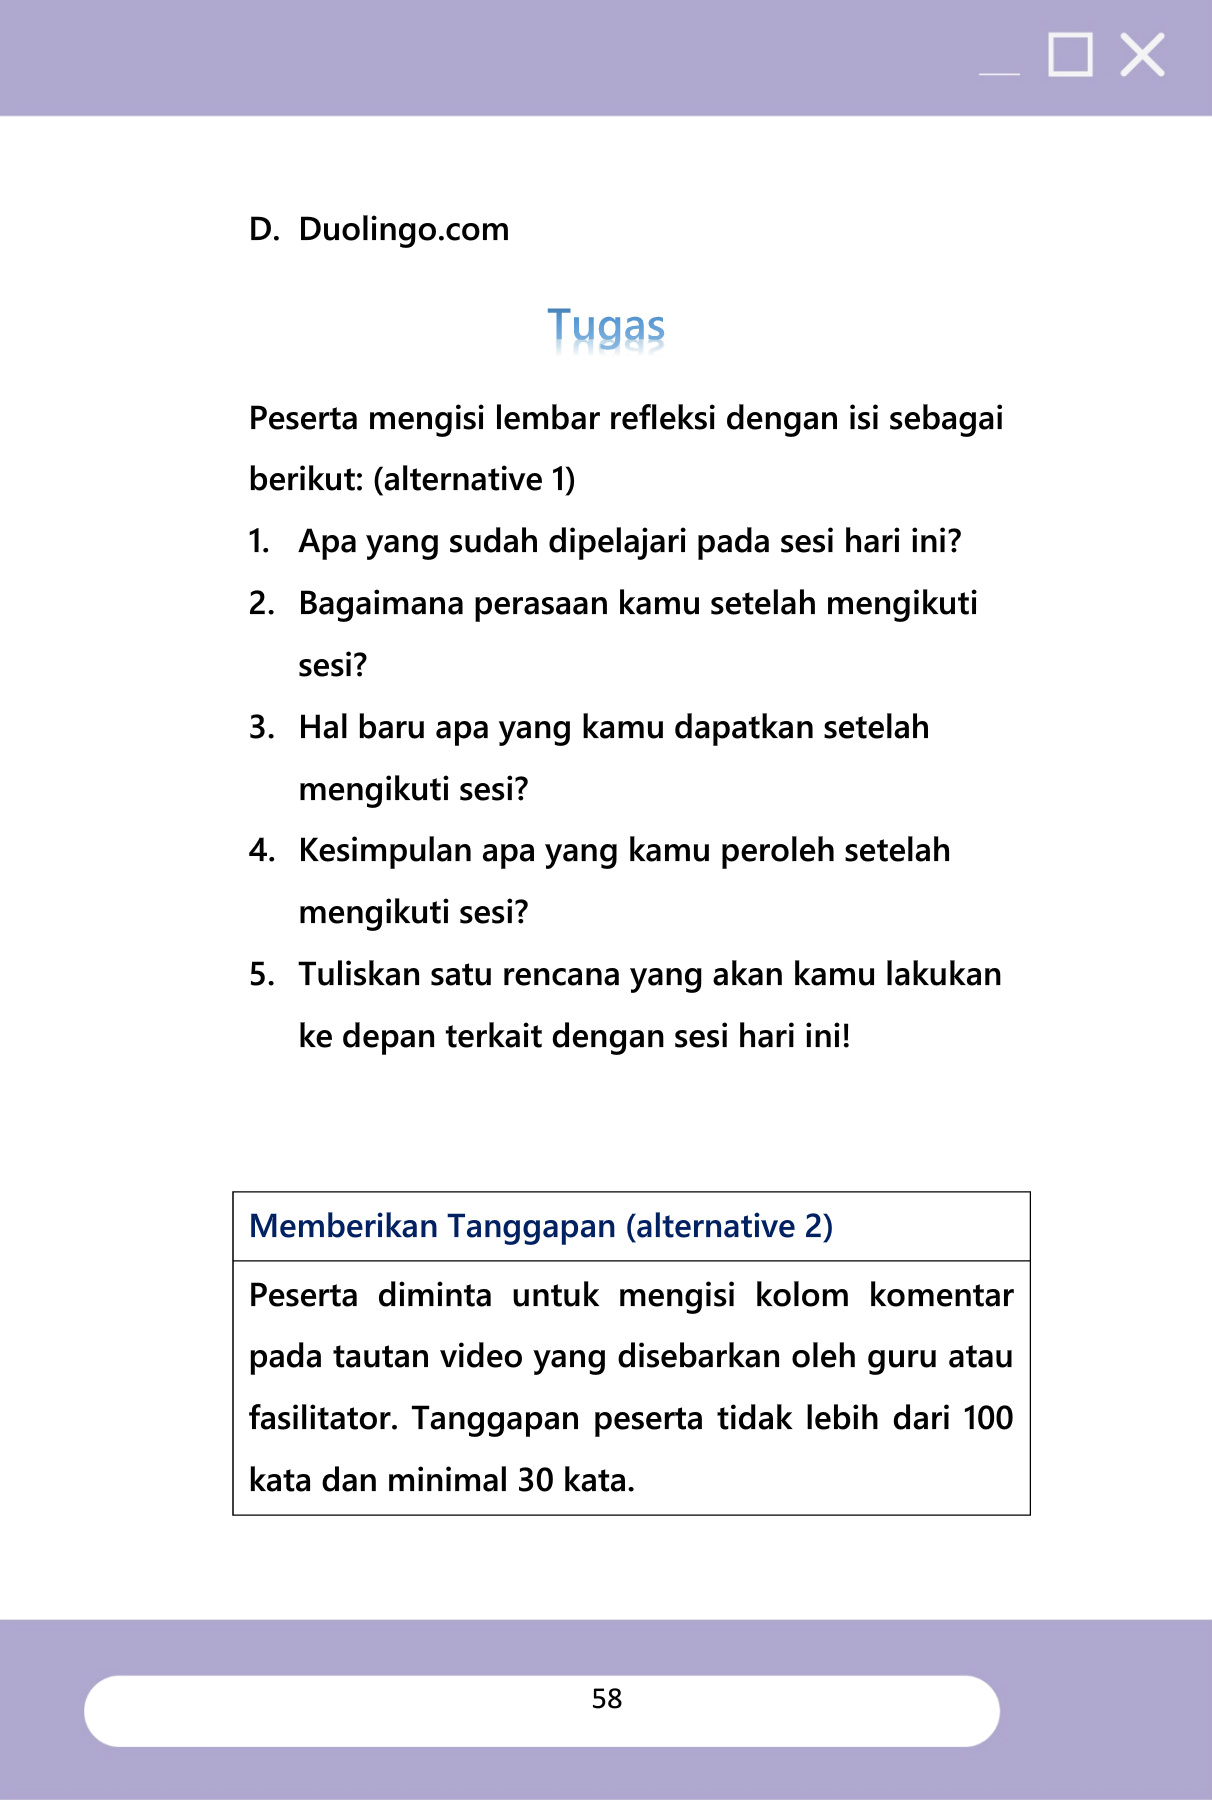 D. Duolingo.com
Tugas
Peserta mengisi lembar refleksi dengan isi sebagai
berikut: (alternative 1)
1. Apa yang sudah dipelajari pada sesi hari ini?
2. Bagaimana perasaan kamu setelah mengikuti
sesi?
3. Hal baru apa yang kamu dapatkan setelah
mengikuti sesi?
4. Kesimpulan apa yang kamu peroleh setelah
mengikuti sesi?
5. Tuliskan satu rencana yang akan kamu lakukan
ke depan terkait dengan sesi hari ini!
Memberikan Tanggapan (alternative 2)
Peserta diminta untuk mengisi kolom komentar
pada tautan video yang disebarkan oleh guru atau
fasilitator. Tanggapan peserta tidak lebih dari 100
kata dan minimal 30 kata.
58